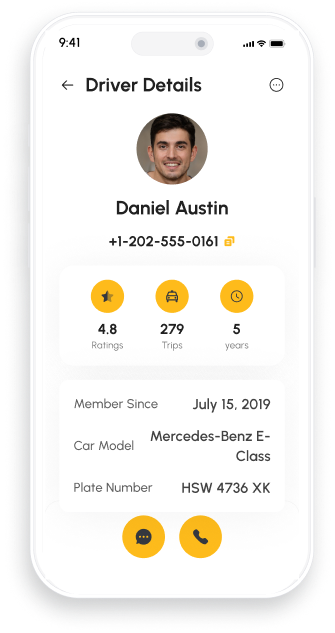 9:41
Driver Details
Daniel Austin
+1-202-555-0161
4.8 279 5
Ratings Trips years
Member Since July 15, 2019
Car Model Mercedes-Benz E-
Class
Plate Number HSW 4736 XK